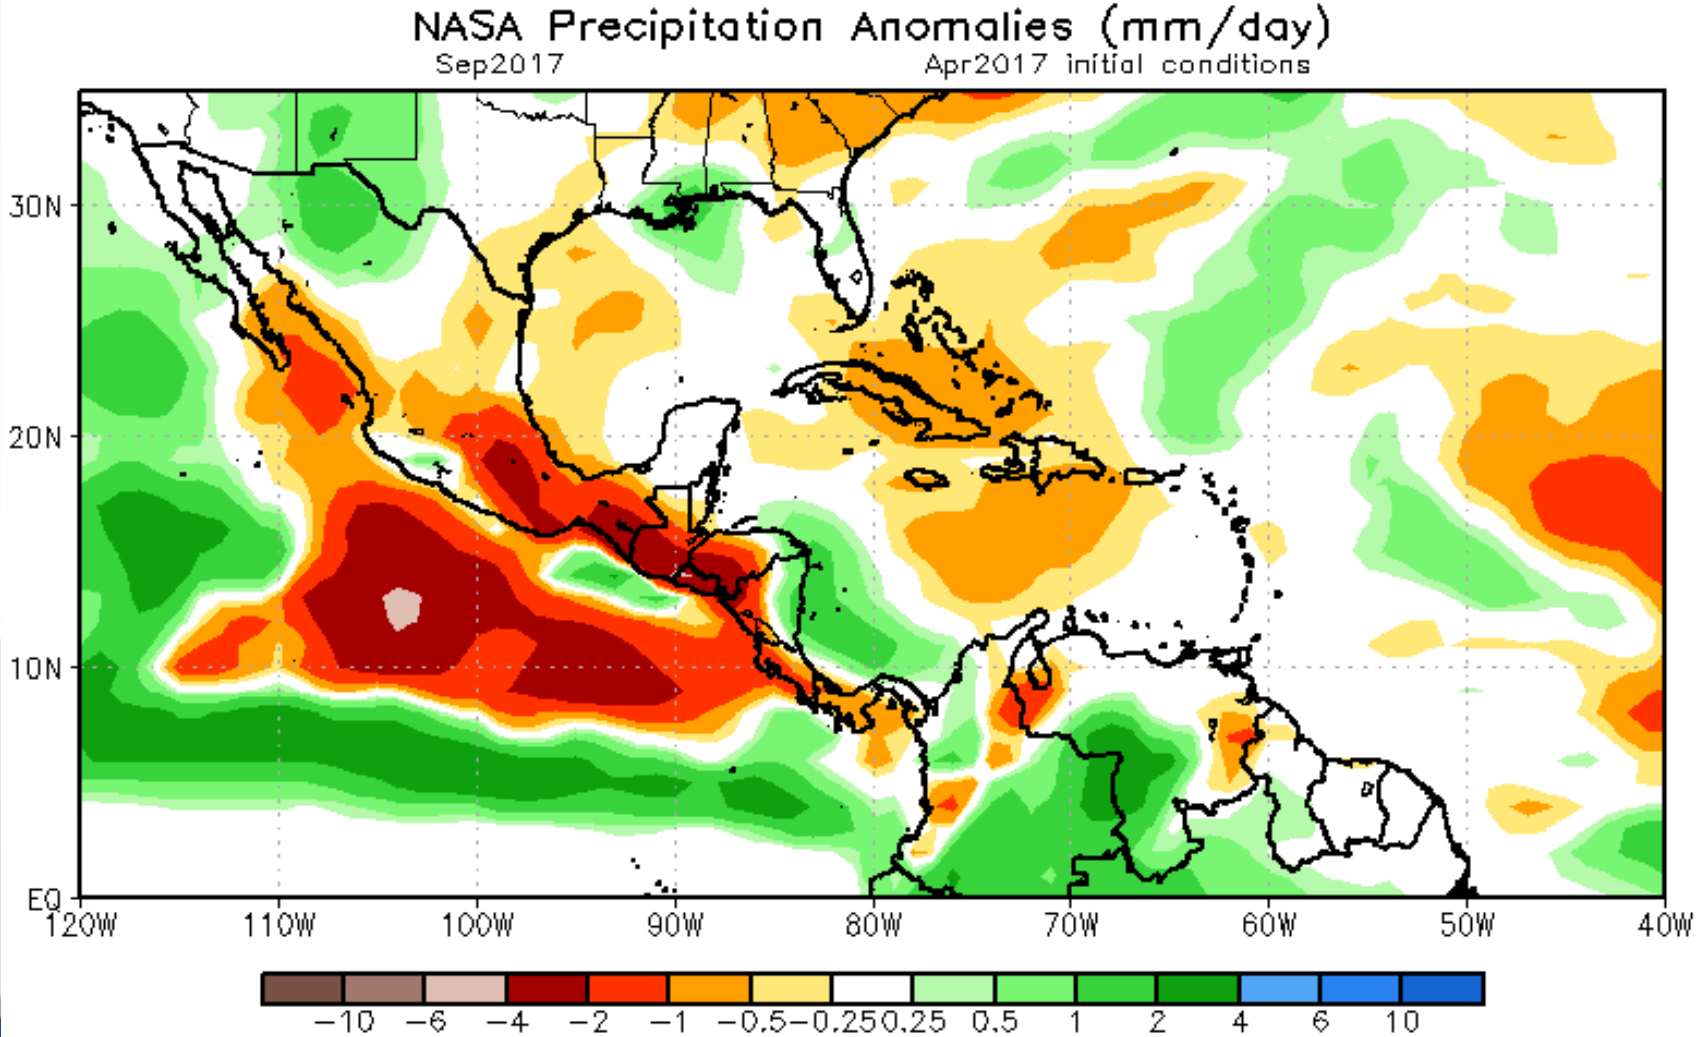 NASA Precipitation Anomalies (mm/day)
Sep2017 Apr2017 initial conditions
30N
20N
10N
EQ
120W 110W 100W 90W 80W 70W 60W 50W 40W
−10 −6 −4 −2 −1 −0.5 −0.25 0.25 0.5 1 2 4 6 10